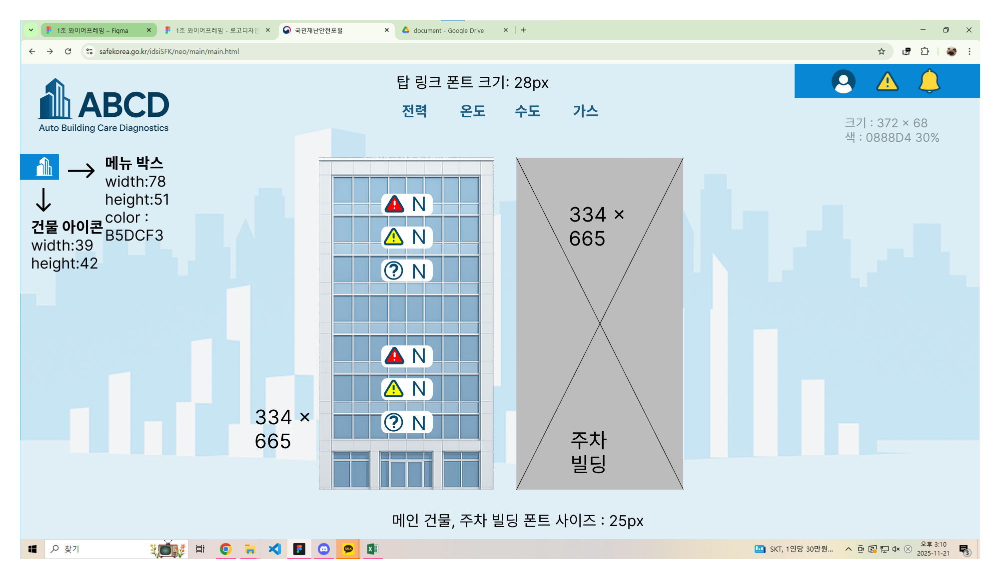 1조 와이어프레임 – Figma
1조 와이어프레임 - 로고디자인
국민재난안전포털
document - Google Drive
safekorea.go.kr/idsiSFK/neo/main/main.html
ABCD
Auto Building Care Diagnostics
탑 링크 폰트 크기: 28px
전력 온도 수도 가스
크기 : 372 × 68
색 : 0888D4 30%
메뉴 박스
width:78
height:51
color :
B5DCF3
건물 아이콘
width:39
height:42
N
N
N
N
N
N
334 ×
665
334 ×
665
주차
빌딩
메인 건물, 주차 빌딩 폰트 사이즈 : 25px
찾기
TALK
SKT, 1인당 30만원...
오후 3:10
2025-11-21
3